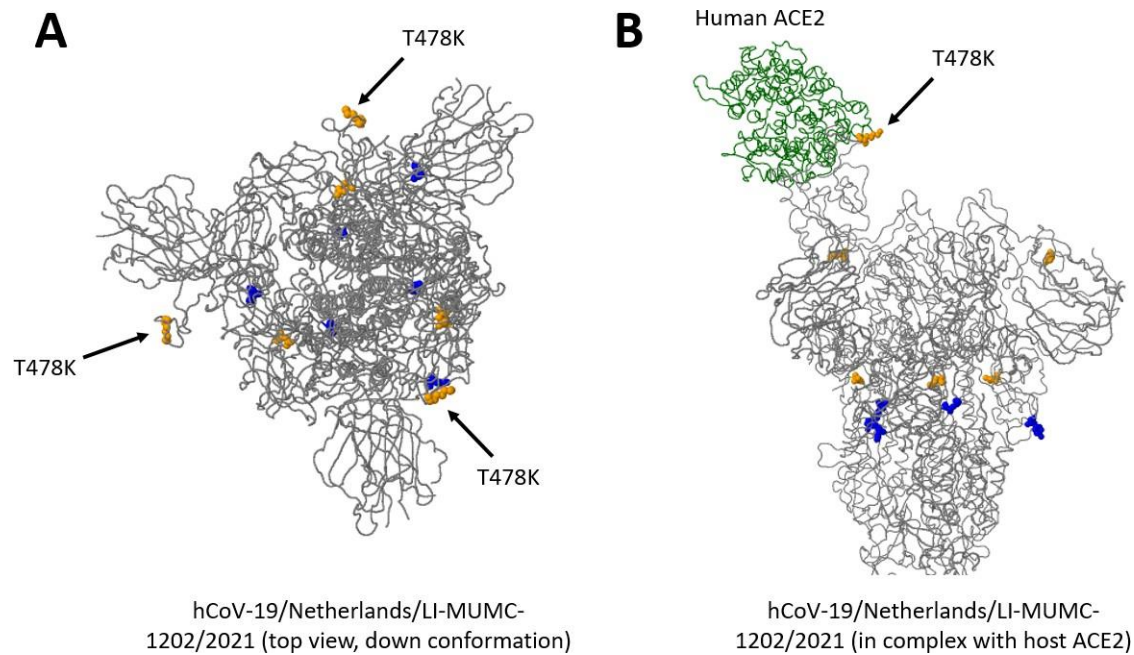 A
T478K
T478K
T478K
hCoV-19/Netherlands/LI-MUMC-
1202/2021 (top view, down conformation)
B
Human ACE2
T478K
hCoV-19/Netherlands/LI-MUMC-
1202/2021 (in complex with host ACE2)